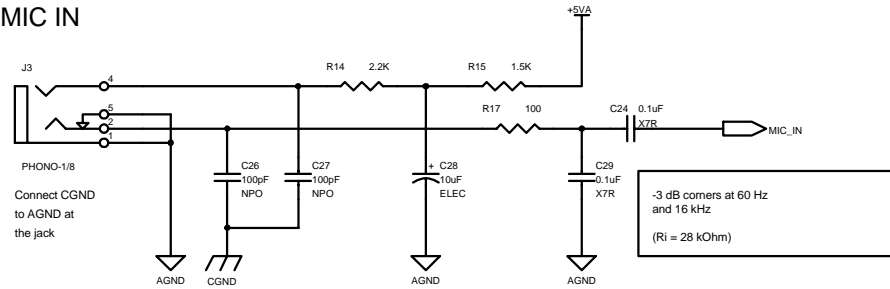 MIC IN
+5VA
J3
4
5
2
1
PHONO-1/8
R14 2.2K
R15 1.5K
R17 100
C24 0.1uF
X7R
MIC_IN
C26
100pF
NPO
C27
100pF
NPO
C28
+
10uF
ELEC
C29
0.1uF
X7R
Connect CGND
to AGND at
the jack
-3 dB corners at 60 Hz
and 16 kHz
(Ri = 28 kOhm)
AGND
CGND
AGND
AGND